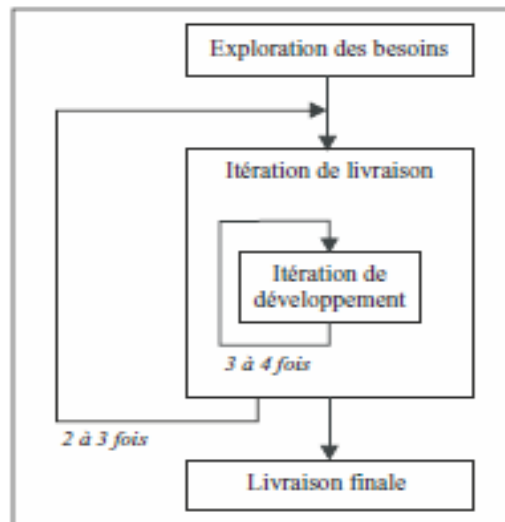 Exploration des besoins
Itération de livraison
Itération de
développement
3 à 4 fois
2 à 3 fois
Livraison finale